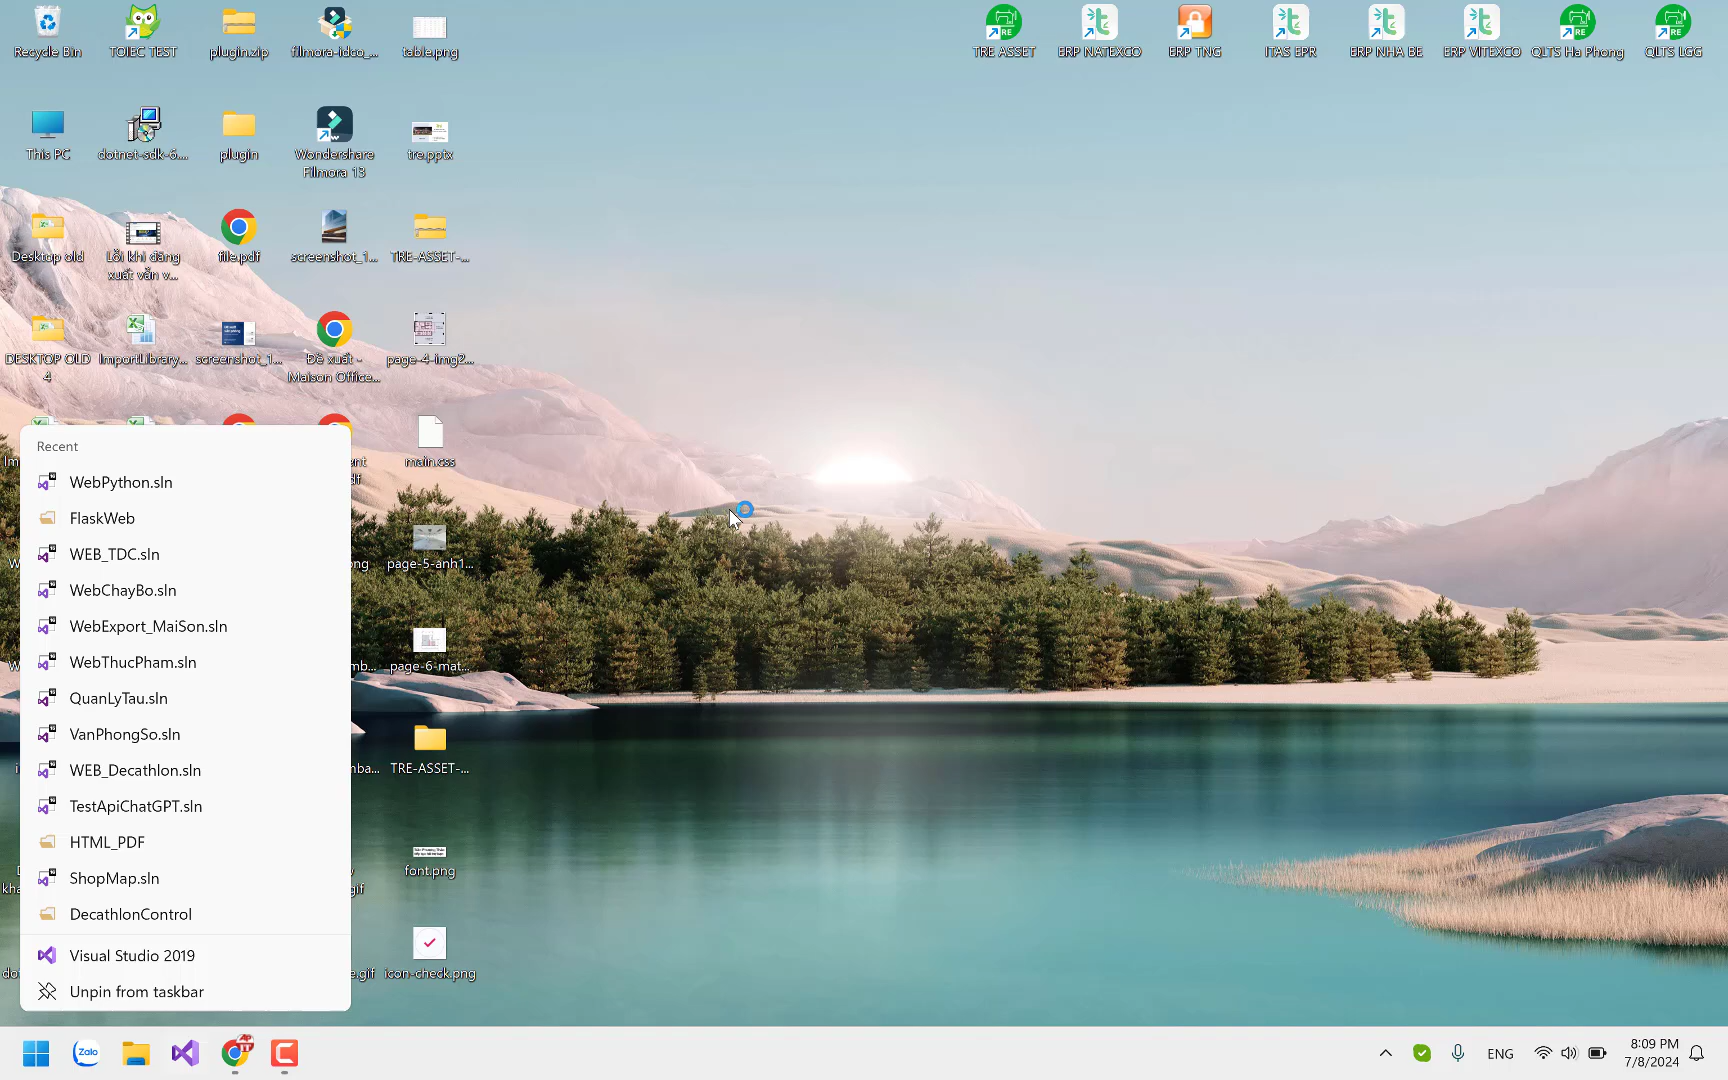 Recycle Bin
TOIEC TEST
plugin.zip
filmora-idco_...
table.png
TRE ASSET
ERP NATEXCO
ERP TNG
ITAS EPR
ERP NHA BE
ERP VITEXCO
QLTS Ha Phong
QLTS LGG
This PC
dotnet-sdk-6....
plugin
Wondershare
Filmora 13
tre.pptx
Desktop old
Lỗi khi đăng
xuất vẫn v...
file.pdf
screenshot_1...
TRE-ASSET-...
DESKTOP OLD
4
ImportLibrary...
screenshot_1...
Đề xuất -
Maison Office...
page-4-img2...
main.css
page-5-anh1...
page-6-mat...
TRE-ASSET-...
font.png
icon-check.png
Recent
WebPython.sln
FlaskWeb
WEB_TDC.sln
WebChayBo.sln
WebExport_MaiSon.sln
WebThucPham.sln
QuanLyTau.sln
VanPhongSo.sln
WEB_Decathlon.sln
TestApiChatGPT.sln
HTML_PDF
ShopMap.sln
DecathlonControl
Visual Studio 2019
Unpin from taskbar
Zalo
ENG
8:09 PM
7/8/2024